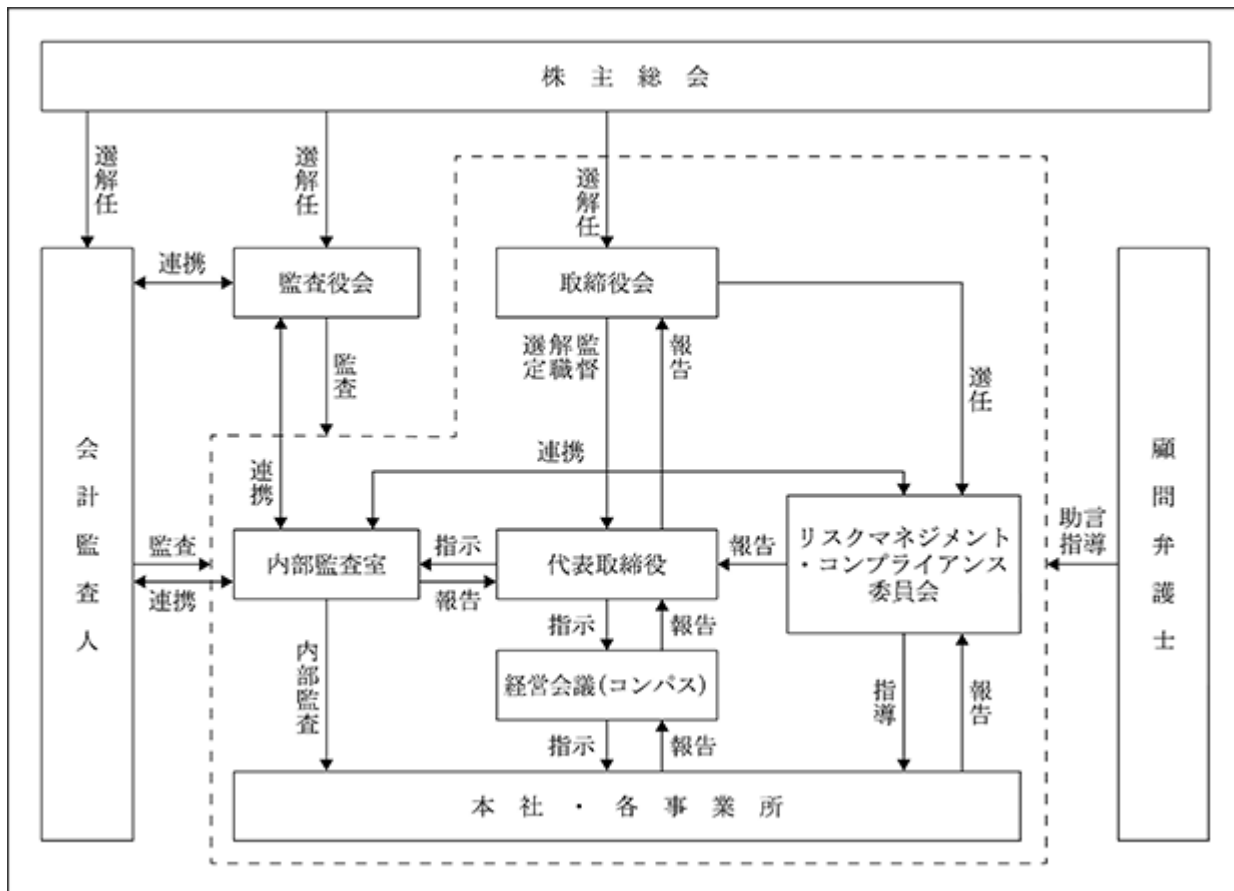 株主総会
選解任
選解任
選解任
連携
監査役会
取締役会
監査
選定
解職
監督
報告
選任
会計監査人
顧問弁護士
連携
連携
監査
連携
内部監査室
指示
報告
代表取締役
報告
リスクマネジメント
・コンプライアンス
委員会
助言
指導
指示
報告
内部監査
経営会議(コンパス)
指導
報告
指示
報告
本社・各事業所